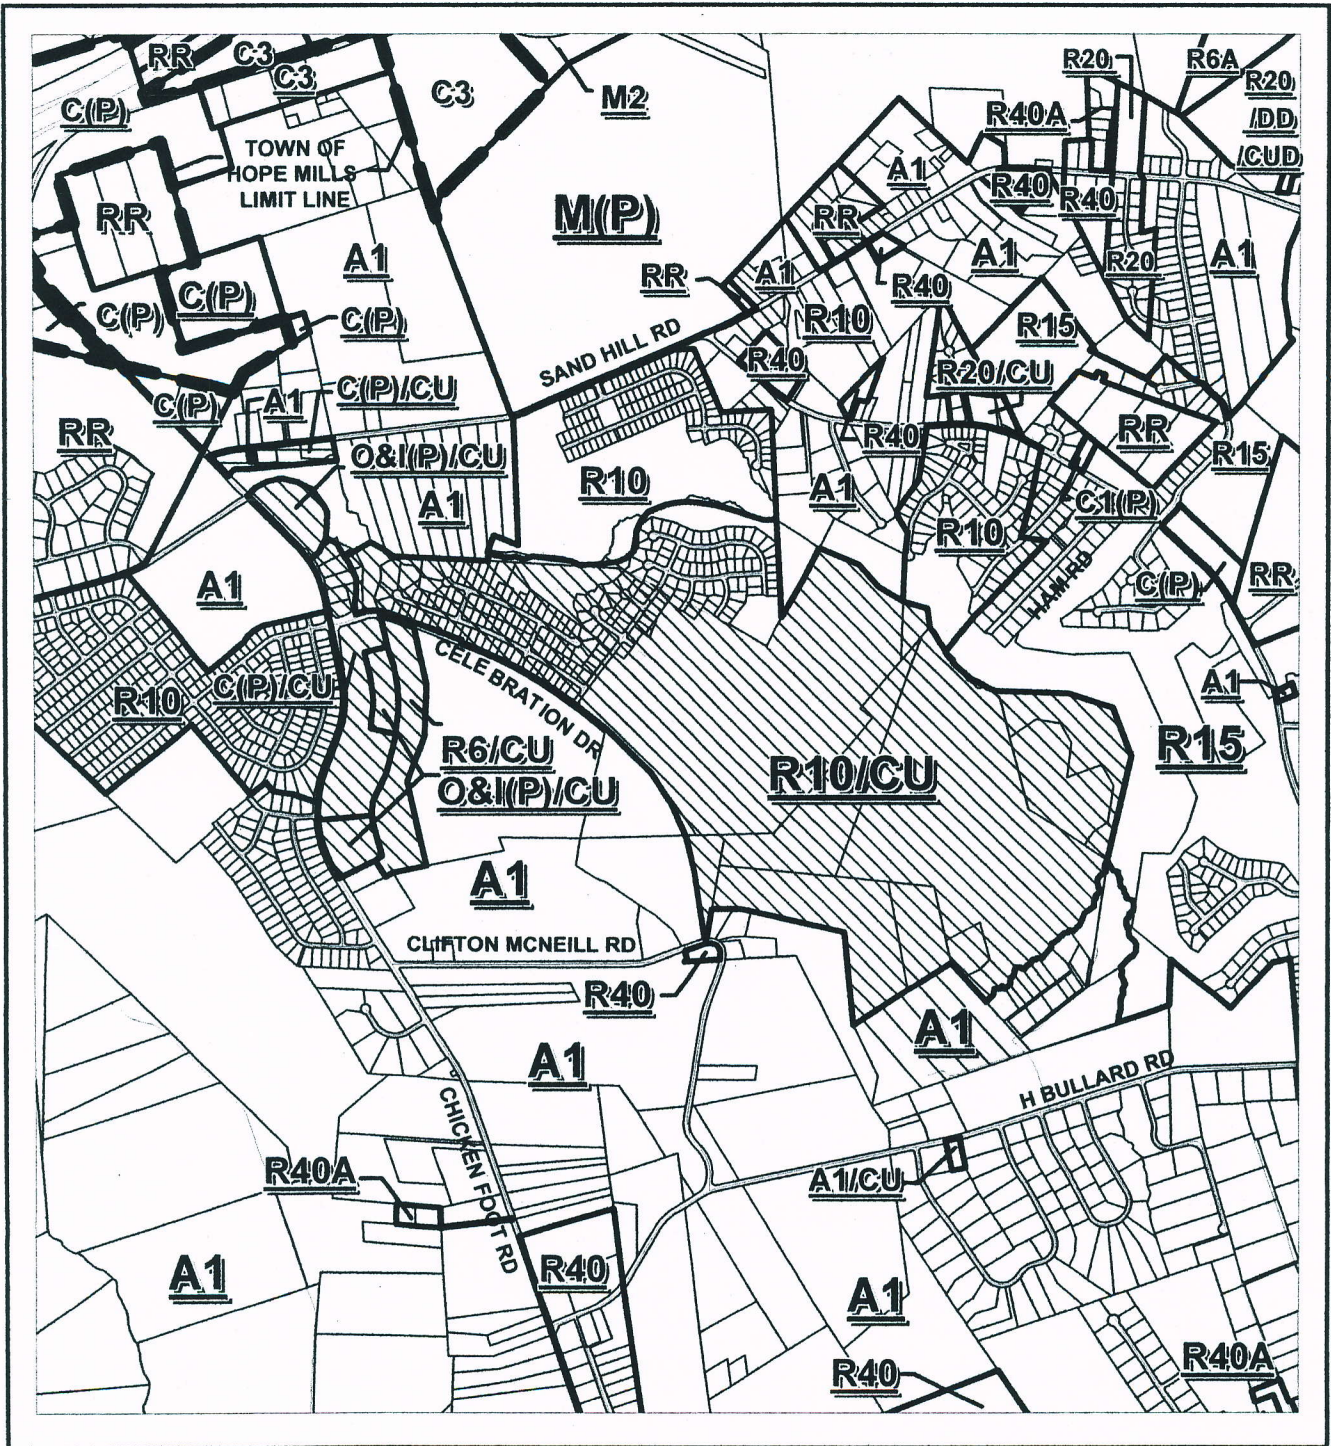 RR
C3
C3
C3
M2
R20
R6A
R20
/DD
/CUD
C(P)
R40A
TOWN OF
HOPE MILLS
LIMIT LINE
A1
R40
R40
RR
M(P)
RR
A1
A1
R20
A1
RR
A1
C(P)
C(P)
C(P)
R40
R10
R15
SAND HILL RD
R40
R20/CU
C(P)/CU
A1
C(P)
RR
R40
RR
R15
O&I(P)/CU
R10
A1
A1
C1(P)
R10
HAM RD
A1
C(P)
RR
R10
C(P)/CU
CELEBRATION DR
A1
R15
R6/CU
O&I(P)/CU
R10/CU
A1
CLIFTON MCNEILL RD
R40
A1
A1
H BULLARD RD
CHICKEN FOOT RD
R40A
A1/CU
A1
R40
A1
R40
R40A